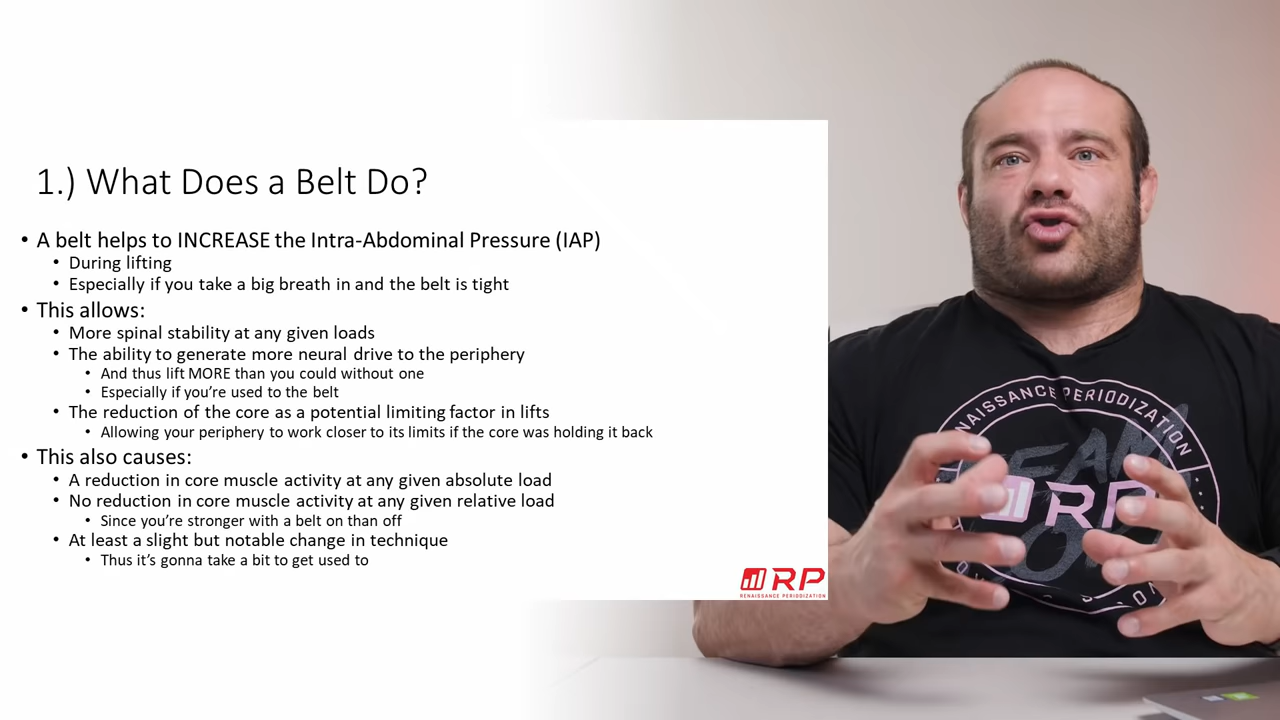 1.) What Does a Belt Do?
• A belt helps to INCREASE the Intra-Abdominal Pressure (IAP)
• During lifting
• Especially if you take a big breath in and the belt is tight
• This allows:
• More spinal stability at any given loads
• The ability to generate more neural drive to the periphery
• And thus lift MORE than you could without one
• Especially if you’re used to the belt
• The reduction of the core as a potential limiting factor in lifts
• Allowing your periphery to work closer to its limits if the core was holding it back
• This also causes:
• A reduction in core muscle activity at any given absolute load
• No reduction in core muscle activity at any given relative load
• Since you’re stronger with a belt on than off
• At least a slight but notable change in technique
• Thus it’s gonna take a bit to get used to
RP
RENAISSANCE PERIODIZATION
NAISSANCE PERIODIZATION
TEAM
RP